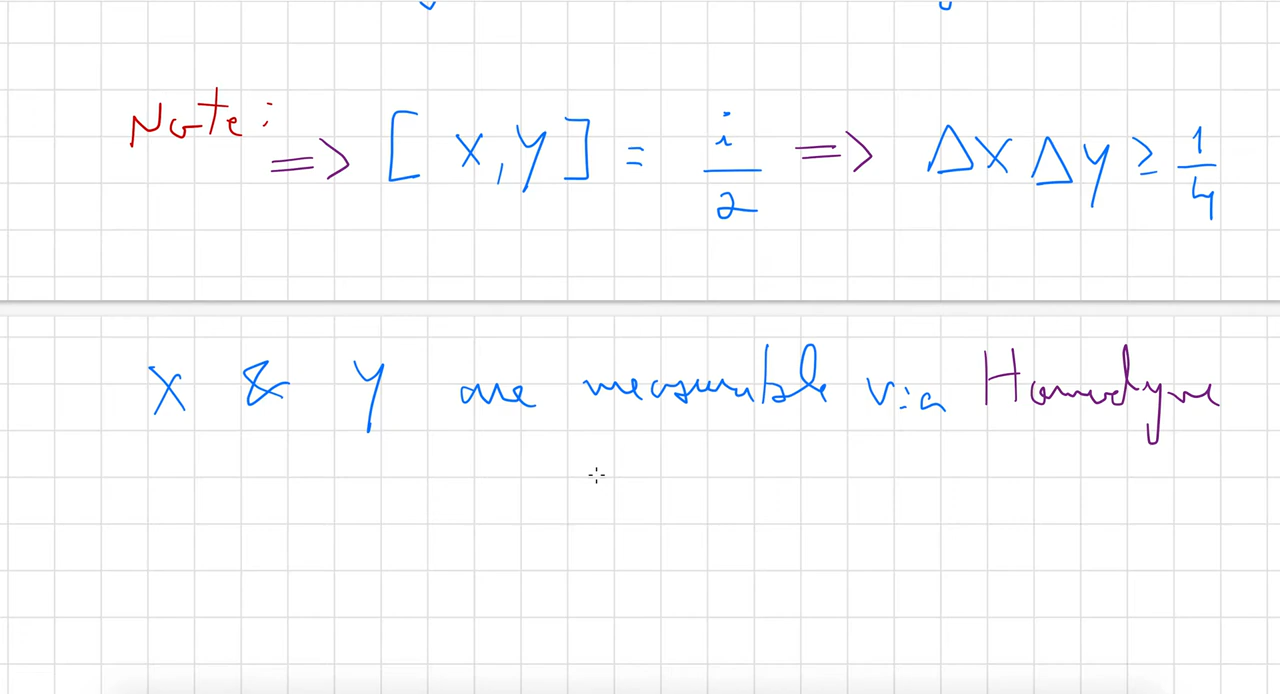 Note:
=> [X, Y] = i/2 => ΔX ΔY ≥ 1/4
X & Y are measurable via Homodyne